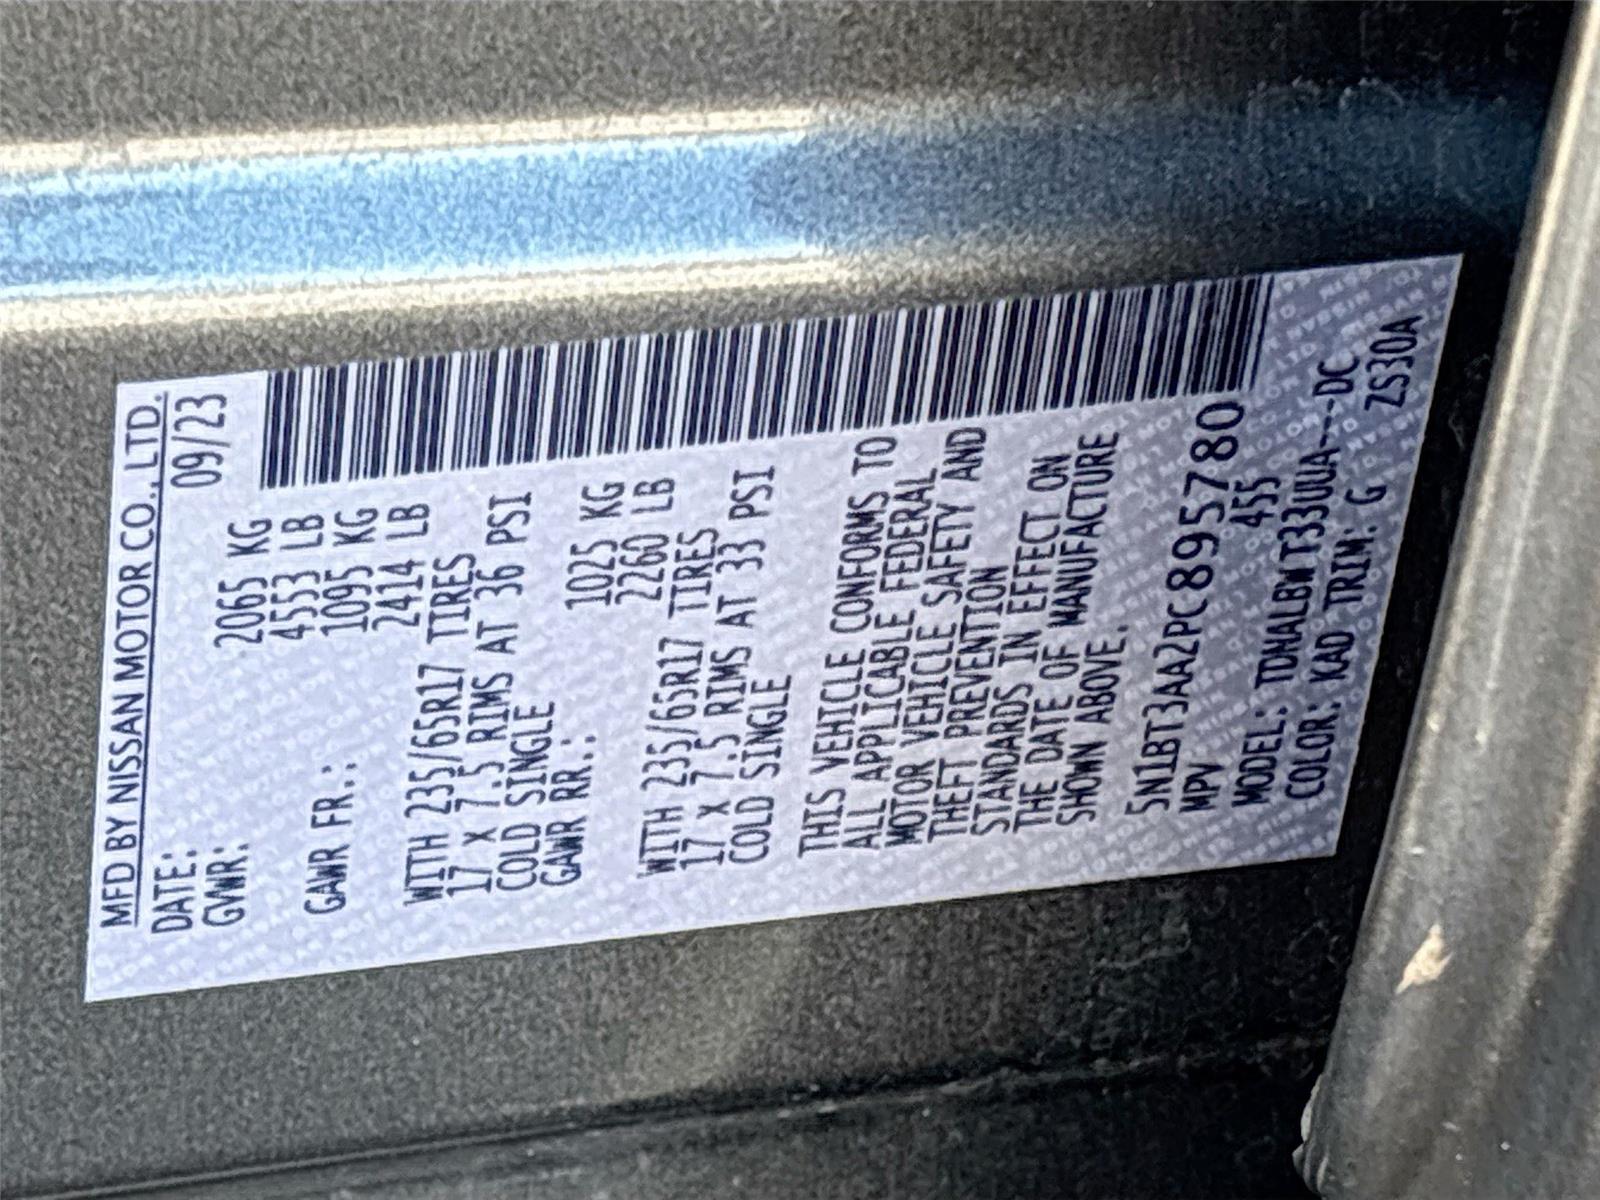 MFD BY NISSAN MOTOR CO., LTD.
DATE: 09/23
GVWR: 2065 KG
4553 LB
GAWR FR.: 1095 KG
2414 LB
WITH 235/65R17 TIRES
17 X 7.5 RIMS AT 36 PSI
COLD SINGLE
GAWR RR.: 1025 KG
2260 LB
WITH 235/65R17 TIRES
17 X 7.5 RIMS AT 33 PSI
COLD SINGLE
THIS VEHICLE CONFORMS TO
ALL APPLICABLE FEDERAL
MOTOR VEHICLE SAFETY AND
THEFT PREVENTION
STANDARDS IN EFFECT ON
THE DATE OF MANUFACTURE
SHOWN ABOVE.
5N1BT3AA2PC895780
MPV 455
MODEL: TDNALBWT33UUA---DC
COLOR: KAD TRIM: G ZS30A